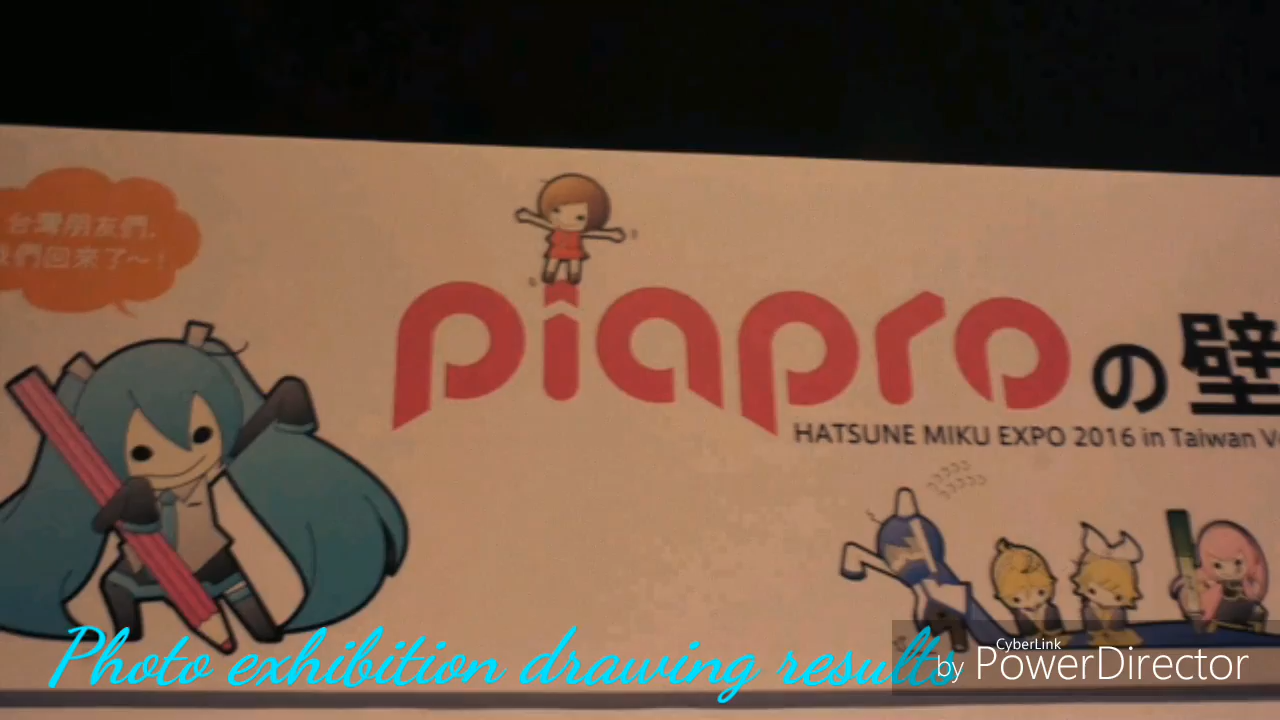 台灣朋友們,
我們回來了~!
piapro の 壁
HATSUNE MIKU EXPO 2016 in Taiwan
?????
?????
Photo exhibition drawing results
CyberLink
by PowerDirector